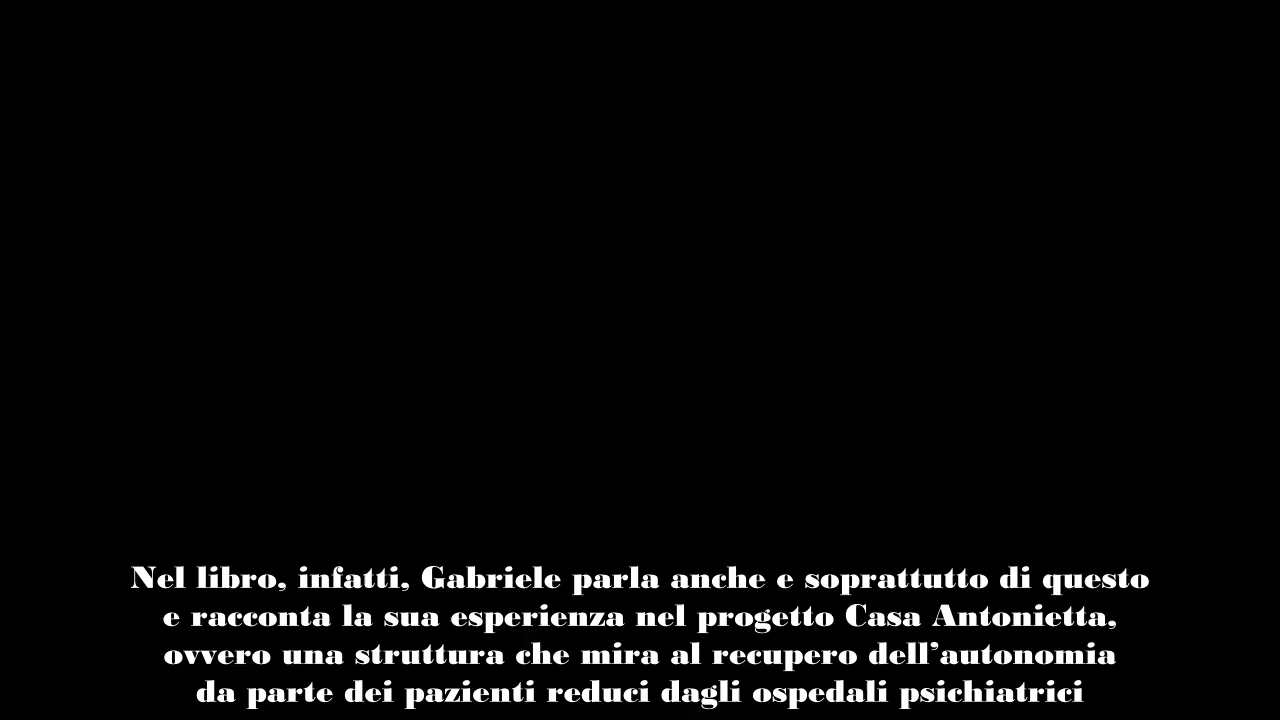 Nel libro, infatti, Gabriele parla anche e soprattutto di questo
e racconta la sua esperienza nel progetto Casa Antonietta,
ovvero una struttura che mira al recupero dell’autonomia
da parte dei pazienti reduci dagli ospedali psichiatrici